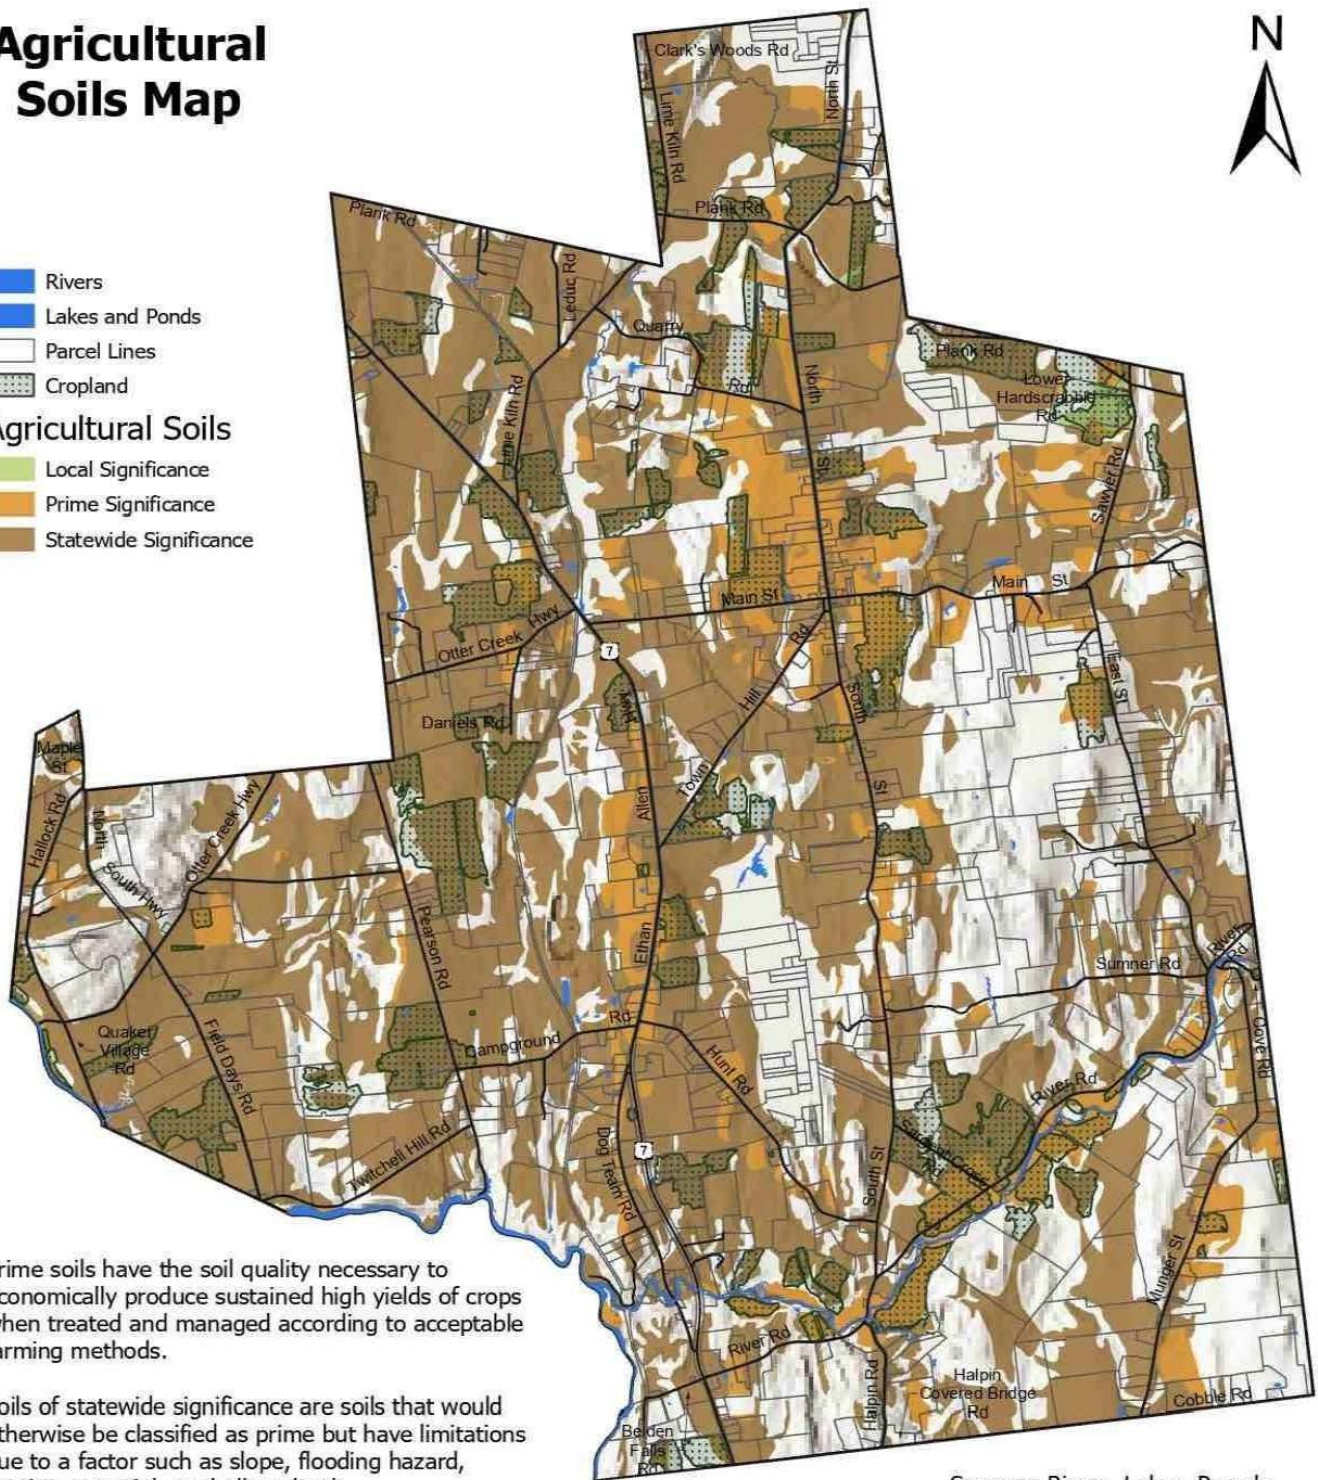 Agricultural
Soils Map
N
Rivers
Lakes and Ponds
Parcel Lines
Cropland
Agricultural Soils
Local Significance
Prime Significance
Statewide Significance
Clark's Woods Rd
North St
Lime Kiln Rd
Plank Rd
Plank Rd
Leduc Rd
Quarry
Rd
Plank Rd
Lower
Hardscrabble
Rd
North
St
Lime Kiln Rd
Sawyer Rd
Main St
Main St
Otter Creek Hwy
7
Rd
Hill
Town
Hwy
South
St
East St
Daniels Rd
Maple
St
Hallock Rd
North
South Hwy
Otter Creek Hwy
Allen
Ethan
Pearson Rd
River
Rd
Sumner Rd
Cove Rd
Quaker
Village
Rd
Field Days Rd
Campground
Rd
Hunt Rd
River Rd
Twitchell Hill Rd
Dog Team Rd
7
South St
Rd
Munger St
rime soils have the soil quality necessary to
conomically produce sustained high yields of crops
when treated and managed according to acceptable
arming methods.
River Rd
Halpin Rd
Halpin
Covered Bridge
Rd
Cobble Rd
oils of statewide significance are soils that would
therwise be classified as prime but have limitations
ue to a factor such as slope, flooding hazard,
Belden
Falls
Rd